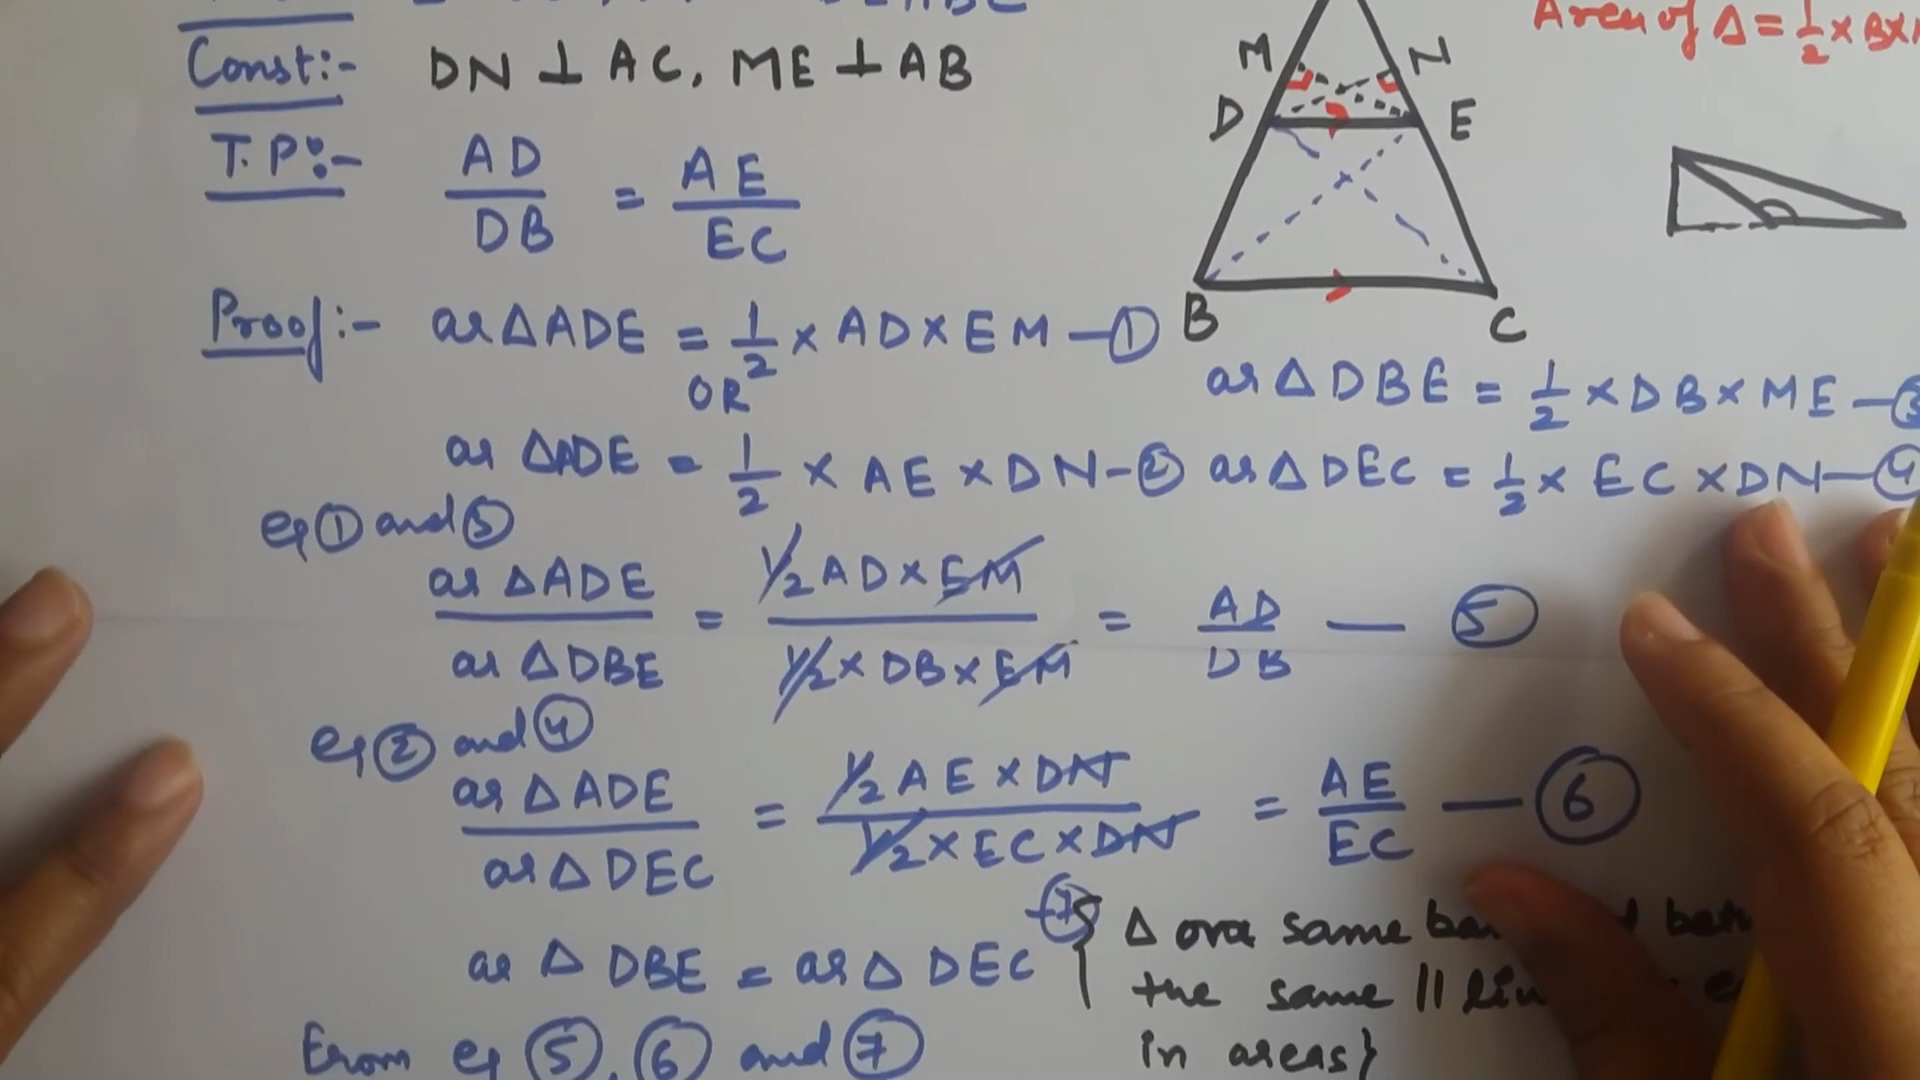 Const:- DN ⊥ AC, ME ⊥ AB
Area of Δ = 1/2 × B ×
M N
D E
B C
T.P:- AD/DB = AE/EC
Proof:- ar Δ ADE = 1/2 × AD × EM — ①
OR
ar Δ DBE = 1/2 × DB × ME — ③
ar Δ ADE = 1/2 × AE × DN — ②
ar Δ DEC = 1/2 × EC × DN — ④
eq ① and ③
ar Δ ADE / ar Δ DBE = 1/2 AD × EM / 1/2 × DB × EM = AD/DB — ⑤
eq ② and ④
ar Δ ADE / ar Δ DEC = 1/2 AE × DN / 1/2 × EC × DN = AE/EC — ⑥
ar Δ DBE = ar Δ DEC — ⑦
{ Δ same
the same ||
in areas}
From eq ⑤, ⑥ and ⑦